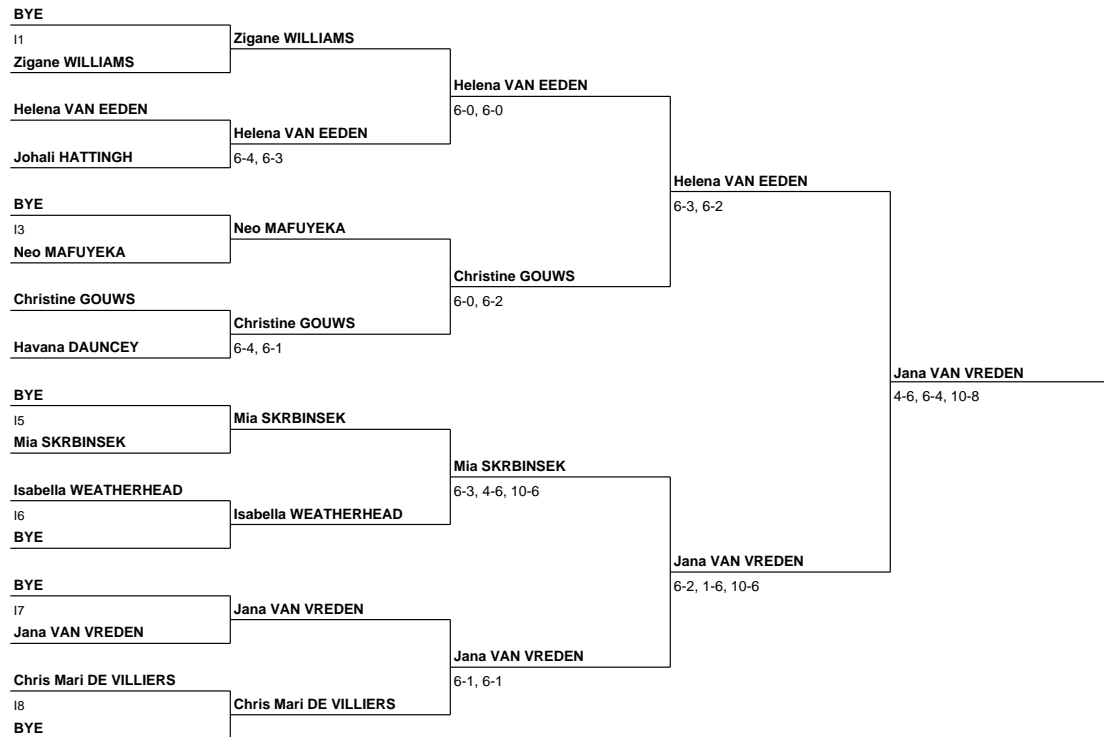 BYE
I1
Zigane WILLIAMS
Zigane WILLIAMS
Helena VAN EEDEN
6-0, 6-0
Helena VAN EEDEN
Johali HATTINGH
Helena VAN EEDEN
6-4, 6-3
Helena VAN EEDEN
6-3, 6-2
BYE
I3
Neo MAFUYEKA
Neo MAFUYEKA
Christine GOUWS
6-0, 6-2
Christine GOUWS
Havana DAUNCEY
Christine GOUWS
6-4, 6-1
Jana VAN VREDEN
4-6, 6-4, 10-8
BYE
I5
Mia SKRBINSEK
Mia SKRBINSEK
Mia SKRBINSEK
6-3, 4-6, 10-6
Isabella WEATHERHEAD
I6
BYE
Isabella WEATHERHEAD
Jana VAN VREDEN
6-2, 1-6, 10-6
BYE
I7
Jana VAN VREDEN
Jana VAN VREDEN
Jana VAN VREDEN
6-1, 6-1
Chris Mari DE VILLIERS
I8
BYE
Chris Mari DE VILLIERS